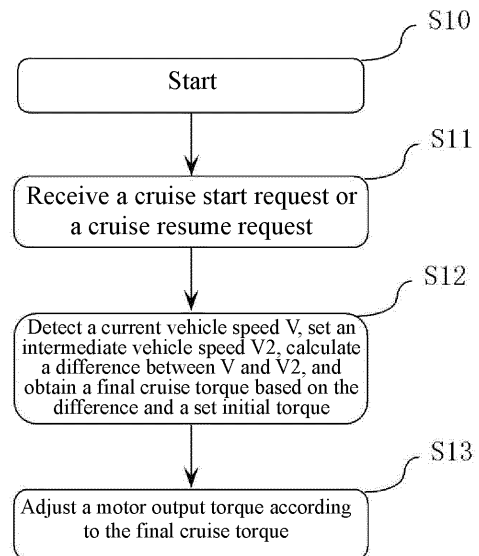 S10
Start
S11
Receive a cruise start request or
a cruise resume request
S12
Detect a current vehicle speed V, set an
intermediate vehicle speed V2, calculate
a difference between V and V2, and
obtain a final cruise torque based on the
difference and a set initial torque
S13
Adjust a motor output torque according
to the final cruise torque